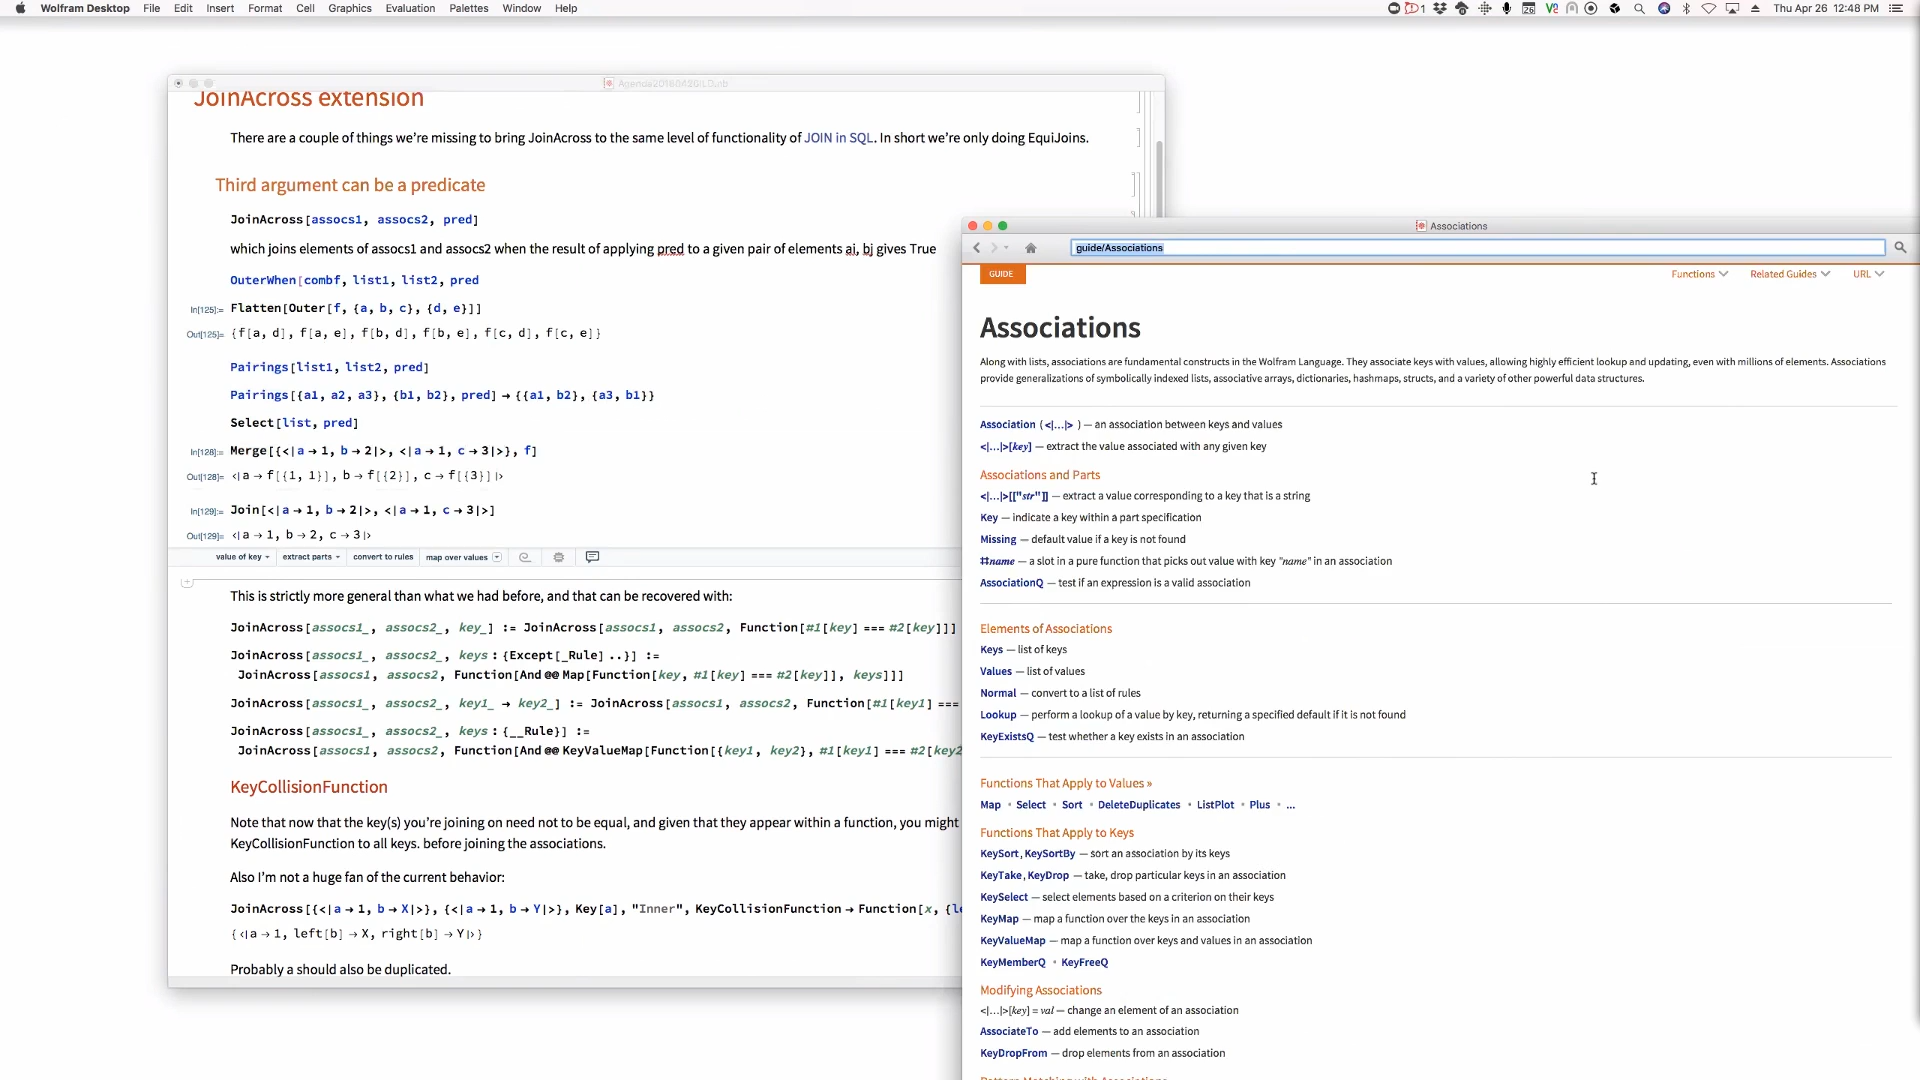 Wolfram Desktop File Edit Insert Format Cell Graphics Evaluation Palettes Window Help
1 26 Thu Apr 26 12:48 PM
JoinAcross extension
There are a couple of things we're missing to bring JoinAcross to the same level of functionality of JOIN in SQL. In short we're only doing EquiJoins.
Third argument can be a predicate
JoinAcross[assocs1, assocs2, pred]
which joins elements of assocs1 and assocs2 when the result of applying pred to a given pair of elements ai, bj gives True
OuterWhen[combf, list1, list2, pred
In[125]:= Flatten[Outer[f, {a, b, c}, {d, e}]]
Out[125]= {f[a, d], f[a, e], f[b, d], f[b, e], f[c, d], f[c, e]}
Pairings[list1, list2, pred]
Pairings[{a1, a2, a3}, {b1, b2}, pred] → {{a1, b2}, {a3, b1}}
Select[list, pred]
In[128]:= Merge[{<|a → 1, b → 2|>, <|a → 1, c → 3|>}, f]
Out[128]= <|a → f[{1, 1}], b → f[{2}], c → f[{3}]|>
In[129]:= Join[<|a → 1, b → 2|>, <|a → 1, c → 3|>]
Out[129]= <|a → 1, b → 2, c → 3|>
value of key extract parts convert to rules map over values
This is strictly more general than what we had before, and that can be recovered with:
JoinAcross[assocs1_, assocs2_, key_] := JoinAcross[assocs1, assocs2, Function[#1[key] === #2[key]]]
JoinAcross[assocs1_, assocs2_, keys : {Except[_Rule] ..}] :=
JoinAcross[assocs1, assocs2, Function[And @@ Map[Function[key, #1[key] === #2[key]], keys]]]
JoinAcross[assocs1_, assocs2_, key1_ → key2_] := JoinAcross[assocs1, assocs2, Function[#1[key1] ===
JoinAcross[assocs1_, assocs2_, keys : {__Rule}] :=
JoinAcross[assocs1, assocs2, Function[And @@ KeyValueMap[Function[{key1, key2}, #1[key1] === #2[key2
KeyCollisionFunction
Note that now that the key(s) you're joining on need not to be equal, and given that they appear within a function, you might
KeyCollisionFunction to all keys. before joining the associations.
Also I'm not a huge fan of the current behavior:
JoinAcross[{<|a → 1, b → X|>}, {<|a → 1, b → Y|>}, Key[a], "Inner", KeyCollisionFunction → Function[x, {le
{<|a → 1, left[b] → X, right[b] → Y|>}
Probably a should also be duplicated.
Associations
guide/Associations
GUIDE Functions Related Guides URL
Associations
Along with lists, associations are fundamental constructs in the Wolfram Language. They associate keys with values, allowing highly efficient lookup and updating, even with millions of elements. Associations
provide generalizations of symbolically indexed lists, associative arrays, dictionaries, hashmaps, structs, and a variety of other powerful data structures.
Association (<|...|>) — an association between keys and values
<|...|>[key] — extract the value associated with any given key
Associations and Parts
<|...|>[["str"]] — extract a value corresponding to a key that is a string
Key — indicate a key within a part specification
Missing — default value if a key is not found
#name — a slot in a pure function that picks out value with key "name" in an association
AssociationQ — test if an expression is a valid association
Elements of Associations
Keys — list of keys
Values — list of values
Normal — convert to a list of rules
Lookup — perform a lookup of a value by key, returning a specified default if it is not found
KeyExistsQ — test whether a key exists in an association
Functions That Apply to Values »
Map • Select • Sort • DeleteDuplicates • ListPlot • Plus • ...
Functions That Apply to Keys
KeySort, KeySortBy — sort an association by its keys
KeyTake, KeyDrop — take, drop particular keys in an association
KeySelect — select elements based on a criterion on their keys
KeyMap — map a function over the keys in an association
KeyValueMap — map a function over keys and values in an association
KeyMemberQ • KeyFreeQ
Modifying Associations
<|...|>[key] = val — change an element of an association
AssociateTo — add elements to an association
KeyDropFrom — drop elements from an association